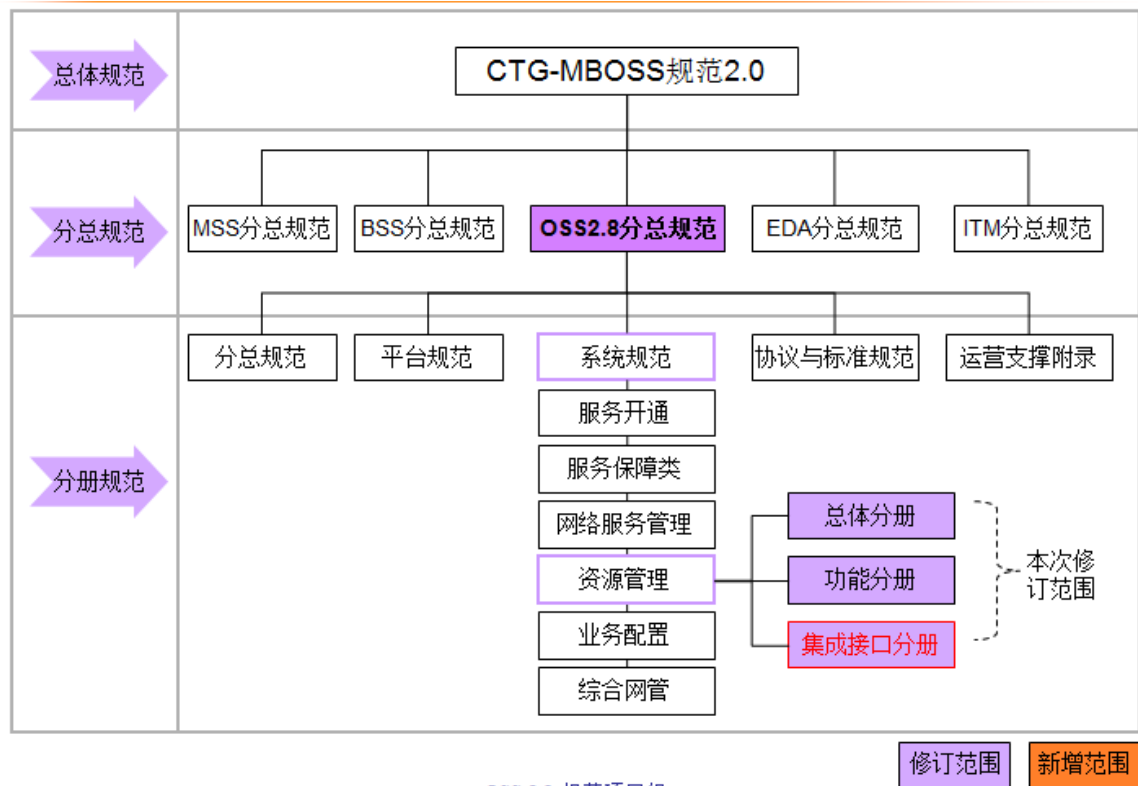 总体规范
CTG-MBOSS规范2.0
分总规范
MSS分总规范
BSS分总规范
OSS2.8分总规范
EDA分总规范
ITM分总规范
分册规范
分总规范
平台规范
系统规范
协议与标准规范
运营支撑附录
服务开通
服务保障类
网络服务管理
资源管理
业务配置
综合网管
总体分册
功能分册
集成接口分册
本次修
订范围
修订范围
新增范围